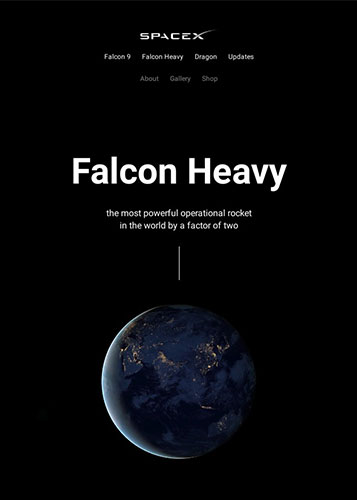 SPACEX
Falcon 9 Falcon Heavy Dragon Updates
About Gallery Shop
Falcon Heavy
the most powerful operational rocket
in the world by a factor of two